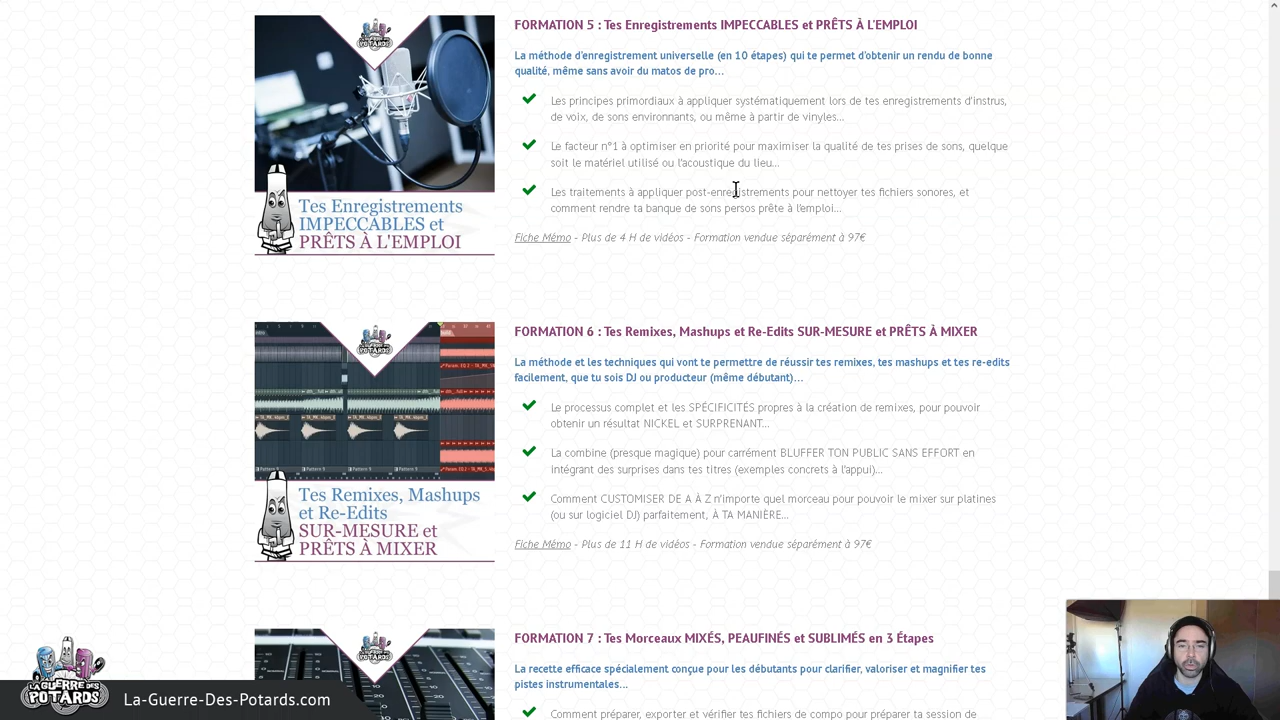 FORMATION 5 : Tes Enregistrements IMPECCABLES et PRÊTS À L'EMPLOI
La méthode d'enregistrement universelle (en 10 étapes) qui te permet d'obtenir un rendu de bonne
qualité, même sans avoir du matos de pro...
Les principes primordiaux à appliquer systématiquement lors de tes enregistrements d'instrus,
de voix, de sons environnants, ou même à partir de vinyles...
Le facteur n°1 à optimiser en priorité pour maximiser la qualité de tes prises de sons, quelque
soit le matériel utilisé ou l'acoustique du lieu...
Les traitements à appliquer post-enregistrements pour nettoyer tes fichiers sonores, et
comment rendre ta banque de sons persos prête à l'emploi...
Fiche Mémo - Plus de 4 H de vidéos - Formation vendue séparément à 97€
Tes Enregistrements
IMPECCABLES et
PRÊTS À L'EMPLOI
FORMATION 6 : Tes Remixes, Mashups et Re-Edits SUR-MESURE et PRÊTS À MIXER
La méthode et les techniques qui vont te permettre de réussir tes remixes, tes mashups et tes re-edits
facilement, que tu sois DJ ou producteur (même débutant)...
Le processus complet et les SPÉCIFICITÉS propres à la création de remixes, pour pouvoir
obtenir un résultat NICKEL et SURPRENANT...
La combine (presque magique) pour carrément BLUFFER TON PUBLIC SANS EFFORT en
intégrant des surprises dans tes titres (exemples concrets à l'appui)...
Comment CUSTOMISER DE A À Z n'importe quel morceau pour pouvoir le mixer sur platines
(ou sur logiciel DJ) parfaitement, À TA MANIÈRE...
Fiche Mémo - Plus de 11 H de vidéos - Formation vendue séparément à 97€
Pattern 9
Pattern 9
Pattern 9
Tes Remixes, Mashups
et Re-Edits
SUR-MESURE et
PRÊTS À MIXER
FORMATION 7 : Tes Morceaux MIXÉS, PEAUFINÉS et SUBLIMÉS en 3 Étapes
La recette efficace spécialement conçue pour les débutants pour clarifier, valoriser et magnifier tes
pistes instrumentales...
Comment préparer, exporter et vérifier tes fichiers de compo pour préparer ta session de
LA GUERRE DES
POTARDS
La-Guerre-Des-Potards.com